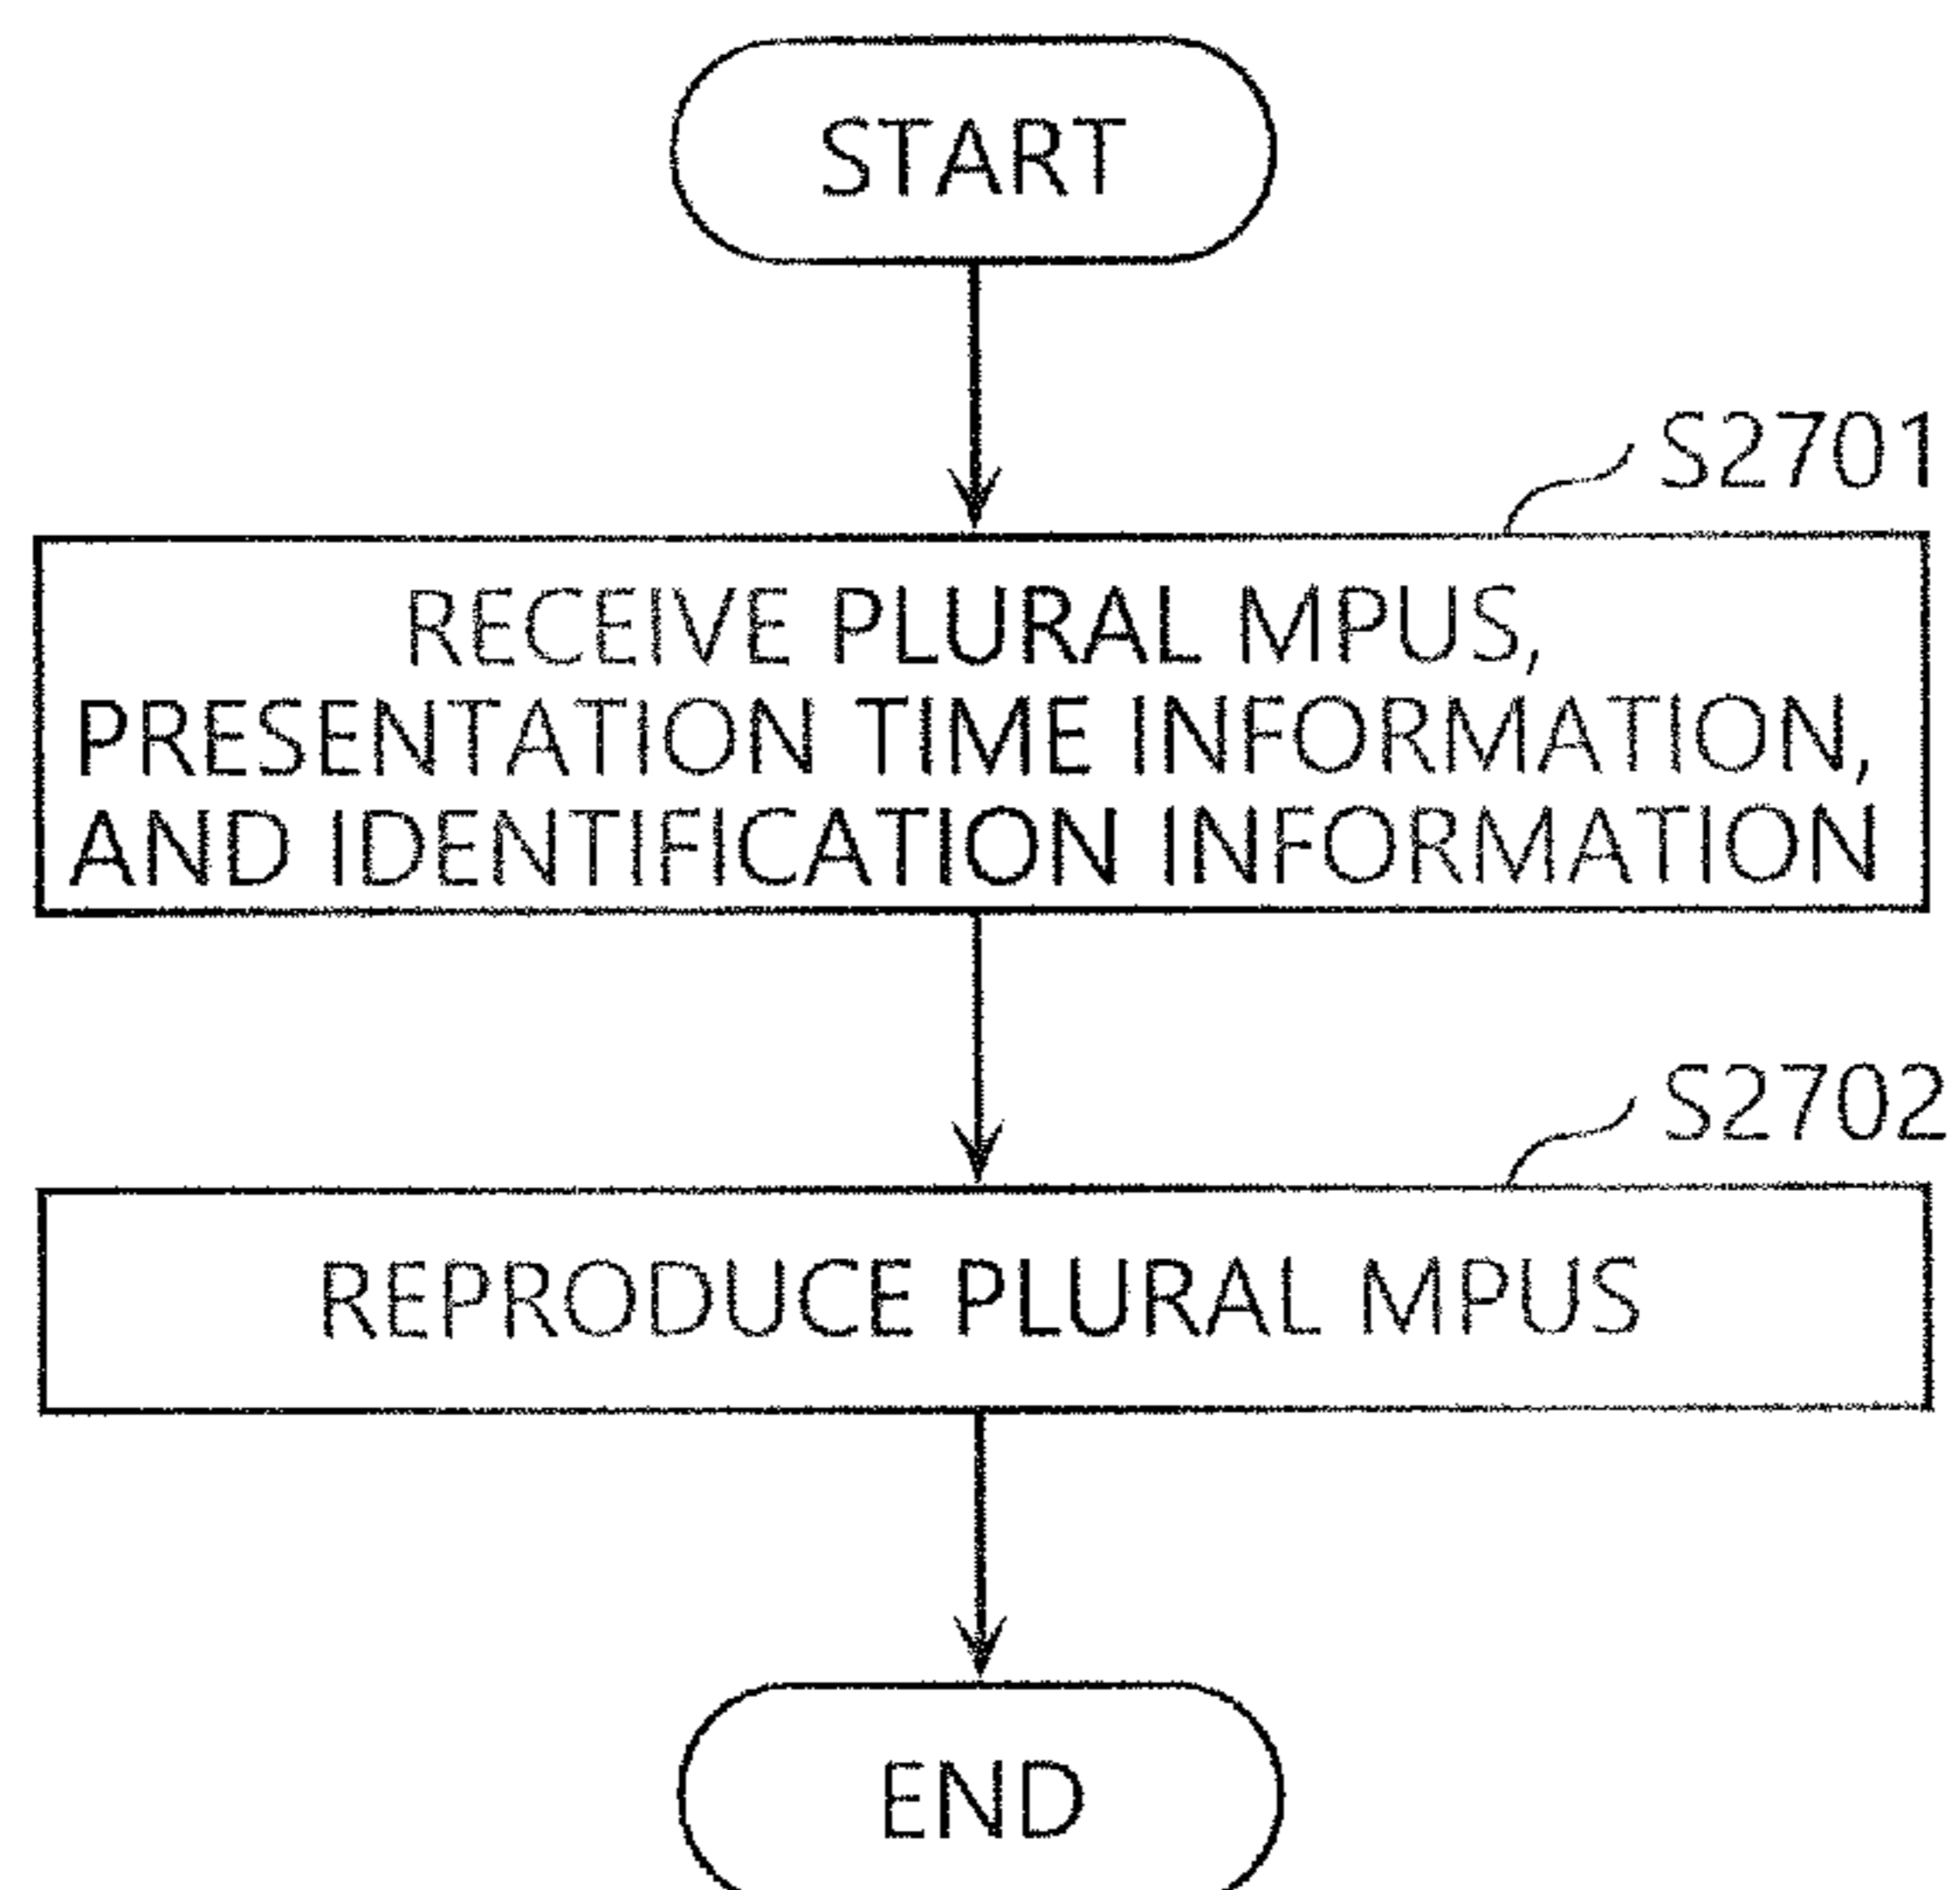 START
S2701
RECEIVE PLURAL MPUS,
PRESENTATION TIME INFORMATION,
AND IDENTIFICATION INFORMATION
S2702
REPRODUCE PLURAL MPUS
END